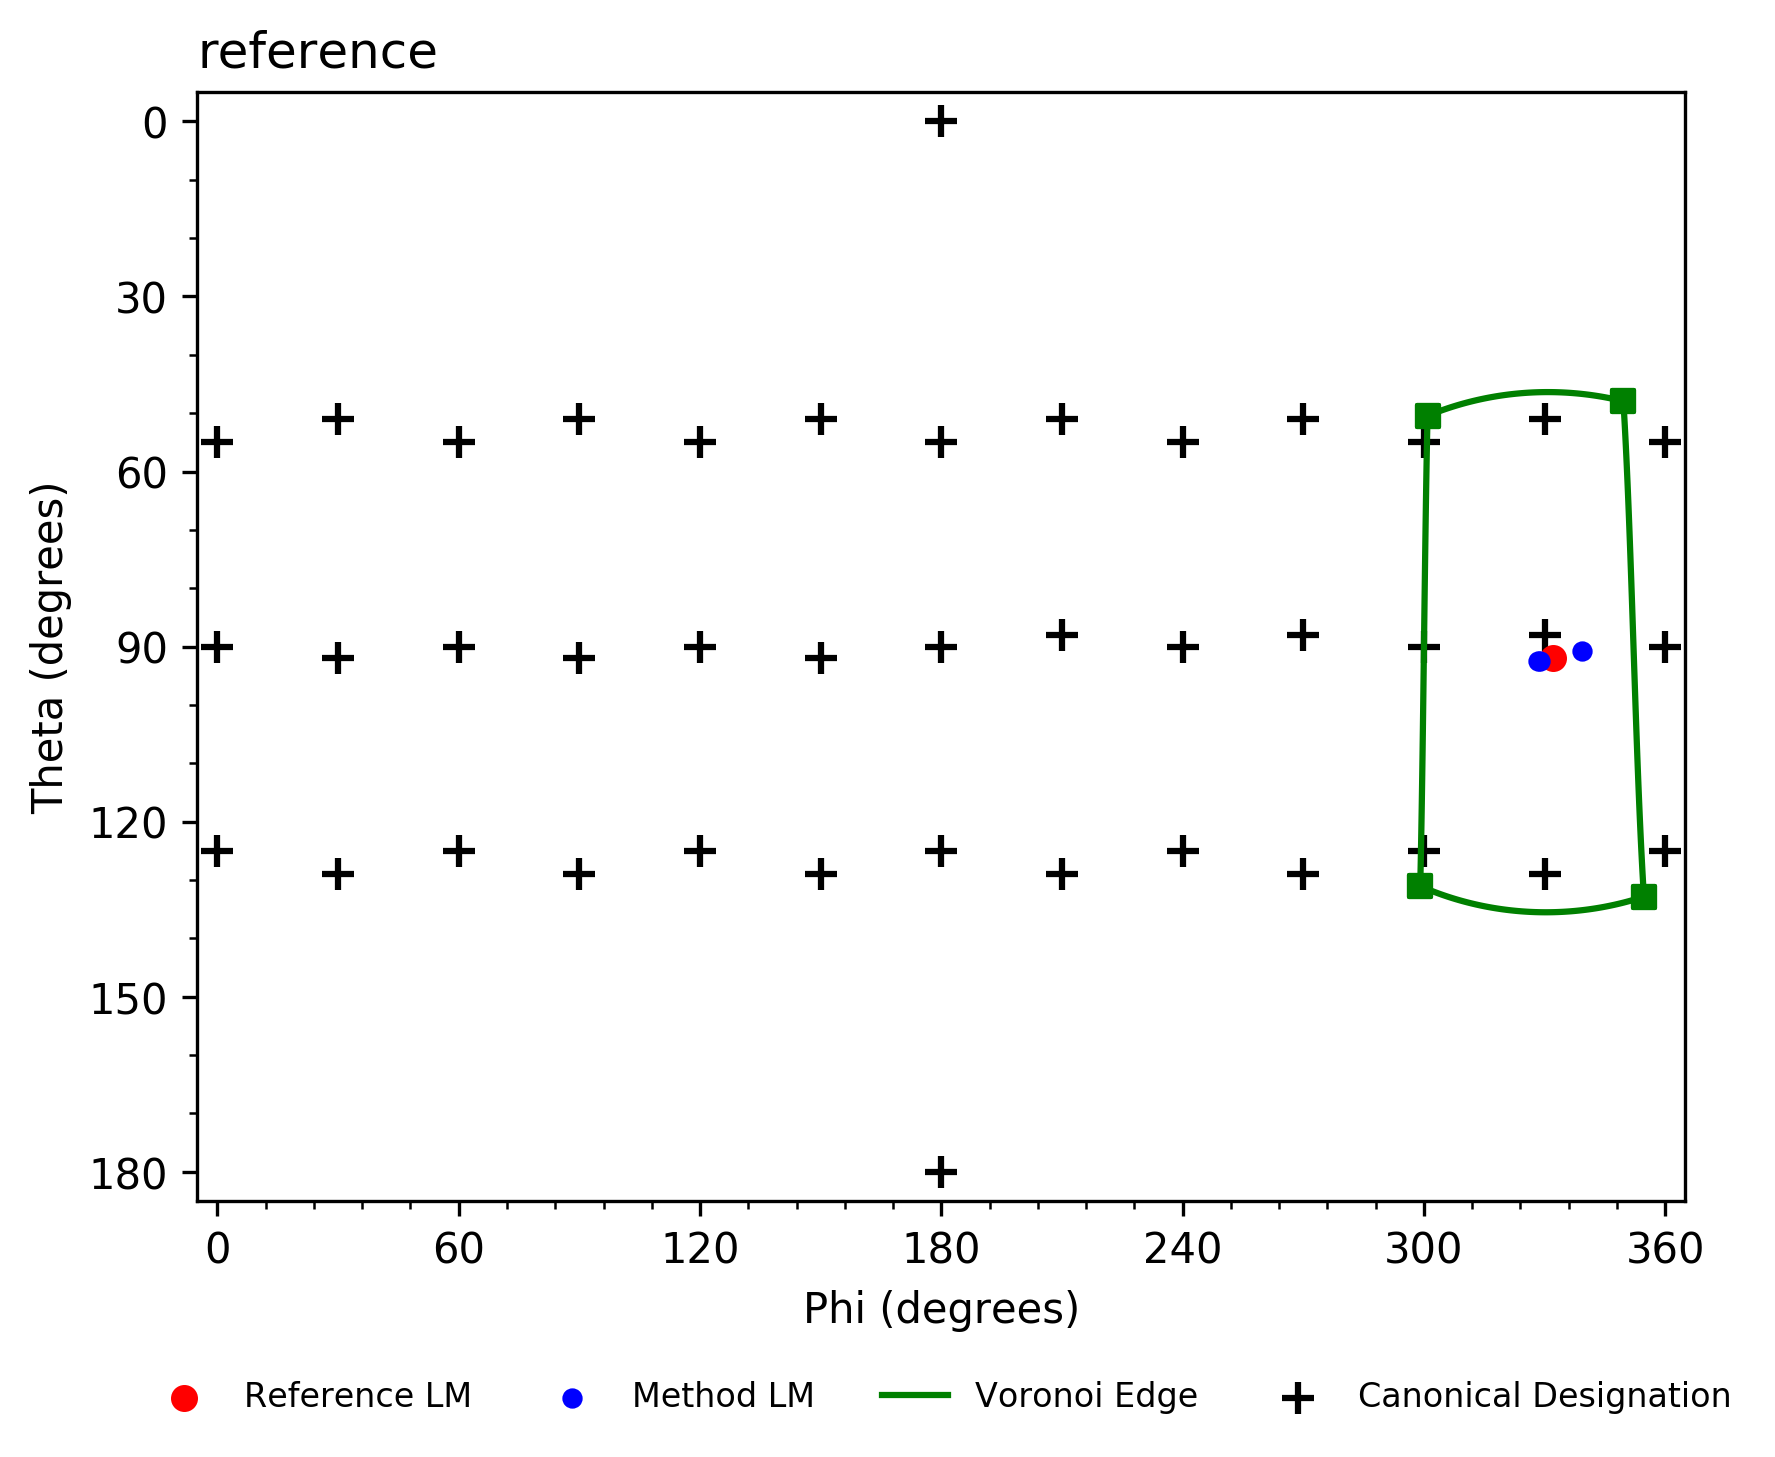 reference
0
30
60
90
120
150
180
Theta (degrees)
0 60 120 180 240 300 360
Phi (degrees)
Reference LM Method LM Voronoi Edge Canonical Designation